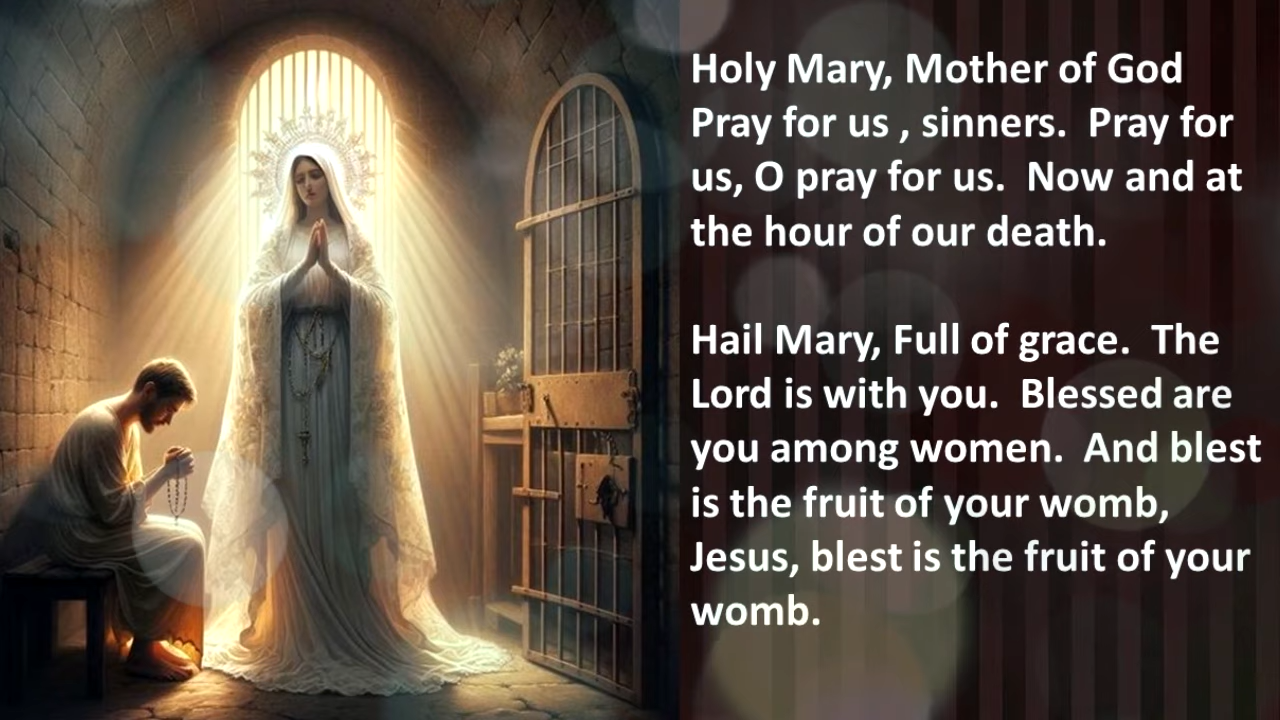 Holy Mary, Mother of God
Pray for us , sinners.  Pray for
us, O pray for us.  Now and at
the hour of our death.
Hail Mary, Full of grace.  The
Lord is with you.  Blessed are
you among women.  And blest
is the fruit of your womb,
Jesus, blest is the fruit of your
womb.